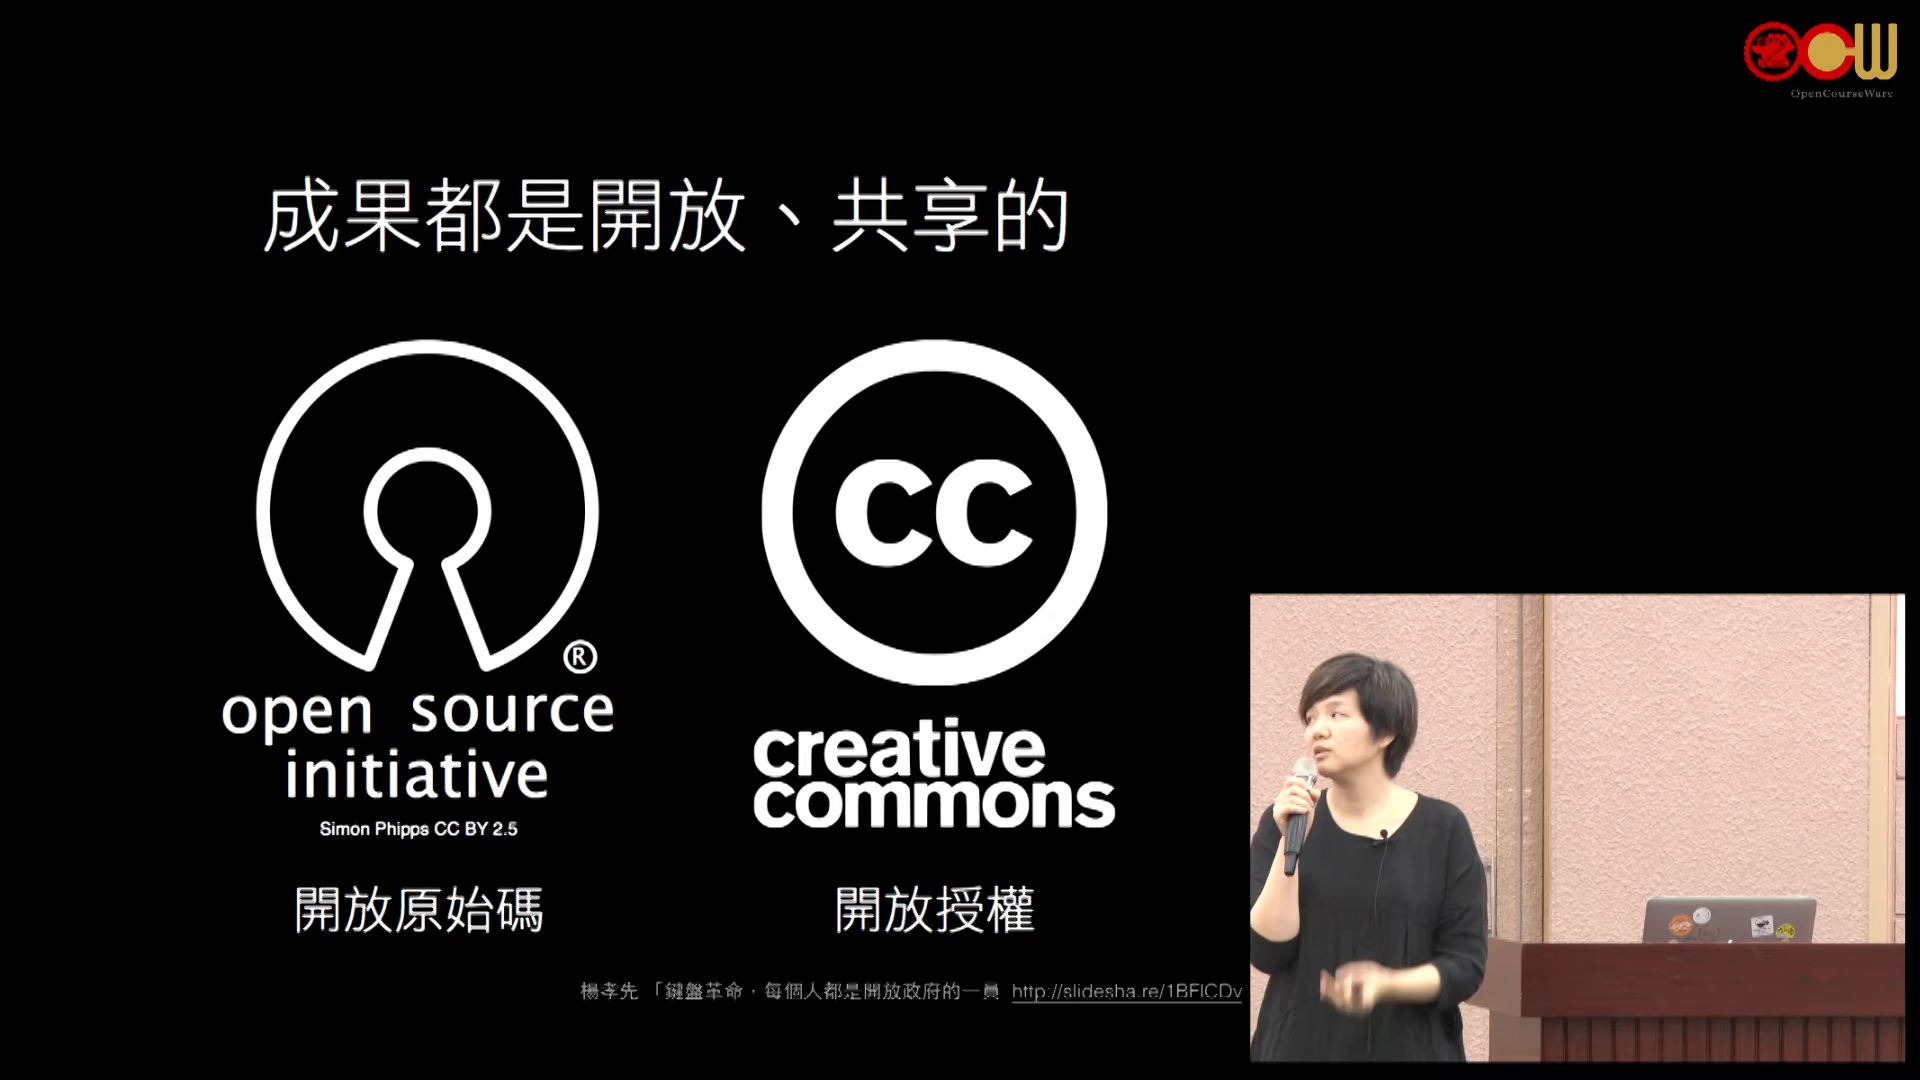 OpenCourseWare
成果都是開放、共享的
cc
®
open source
initiative
Simon Phipps CC BY 2.5
creative
commons
開放原始碼
開放授權
楊孝先「鍵盤革命，每個人都是開放政府的一員 http://slidesha.re/1BFlCDv